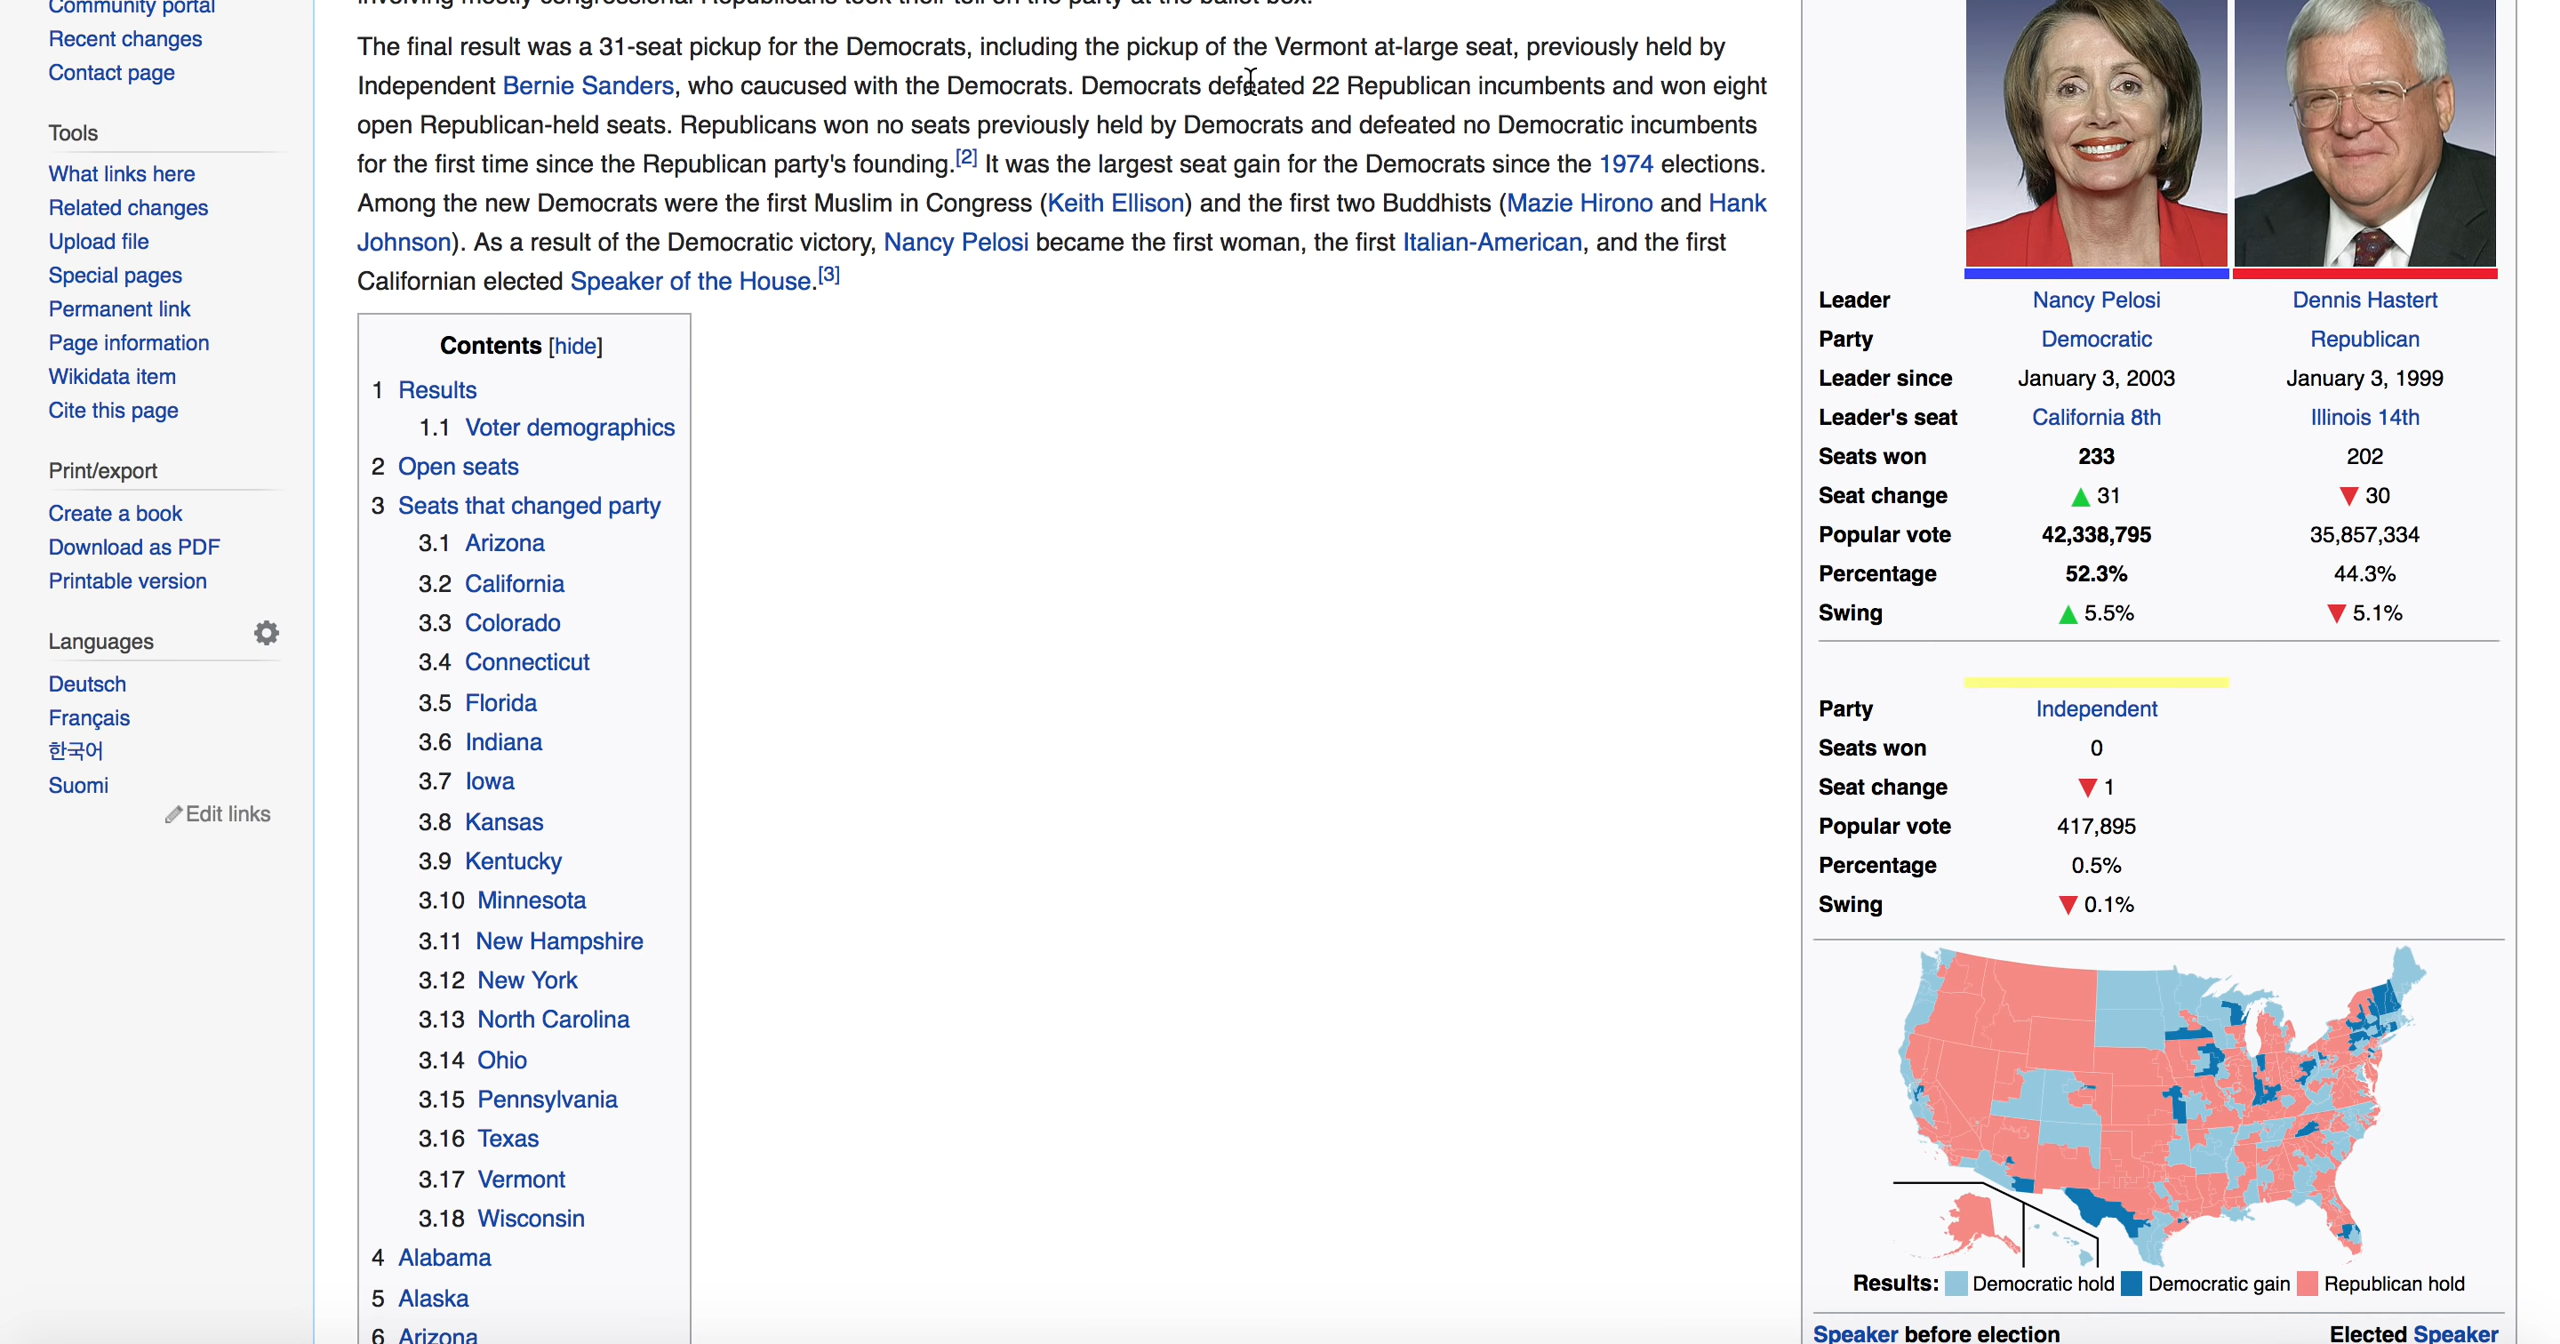 Community portal
Recent changes
Contact page
Tools
What links here
Related changes
Upload file
Special pages
Permanent link
Page information
Wikidata item
Cite this page
Print/export
Create a book
Download as PDF
Printable version
Languages
Deutsch
Français
한국어
Suomi
Edit links
involving mostly congressional Republicans took their toll on the party at the ballot box.
The final result was a 31-seat pickup for the Democrats, including the pickup of the Vermont at-large seat, previously held by
Independent Bernie Sanders, who caucused with the Democrats. Democrats defeated 22 Republican incumbents and won eight
open Republican-held seats. Republicans won no seats previously held by Democrats and defeated no Democratic incumbents
for the first time since the Republican party's founding.[2] It was the largest seat gain for the Democrats since the 1974 elections.
Among the new Democrats were the first Muslim in Congress (Keith Ellison) and the first two Buddhists (Mazie Hirono and Hank
Johnson). As a result of the Democratic victory, Nancy Pelosi became the first woman, the first Italian-American, and the first
Californian elected Speaker of the House.[3]
Contents [hide]
1 Results
1.1 Voter demographics
2 Open seats
3 Seats that changed party
3.1 Arizona
3.2 California
3.3 Colorado
3.4 Connecticut
3.5 Florida
3.6 Indiana
3.7 Iowa
3.8 Kansas
3.9 Kentucky
3.10 Minnesota
3.11 New Hampshire
3.12 New York
3.13 North Carolina
3.14 Ohio
3.15 Pennsylvania
3.16 Texas
3.17 Vermont
3.18 Wisconsin
4 Alabama
5 Alaska
6 Arizona
Leader Nancy Pelosi Dennis Hastert
Party Democratic Republican
Leader since January 3, 2003 January 3, 1999
Leader's seat California 8th Illinois 14th
Seats won 233 202
Seat change ▲ 31 ▼ 30
Popular vote 42,338,795 35,857,334
Percentage 52.3% 44.3%
Swing ▲ 5.5% ▼ 5.1%
Party Independent
Seats won 0
Seat change ▼ 1
Popular vote 417,895
Percentage 0.5%
Swing ▼ 0.1%
Results: Democratic hold Democratic gain Republican hold
Speaker before election Elected Speaker